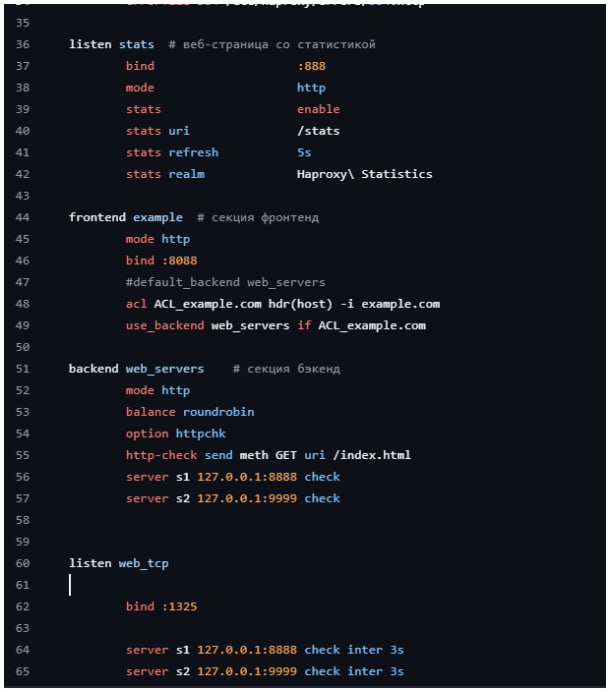 35
36 listen stats # веб-страница со статистикой
37 bind :888
38 mode http
39 stats enable
40 stats uri /stats
41 stats refresh 5s
42 stats realm Haproxy\ Statistics
43
44 frontend example # секция фронтенд
45 mode http
46 bind :8088
47 #default_backend web_servers
48 acl ACL_example.com hdr(host) -i example.com
49 use_backend web_servers if ACL_example.com
50
51 backend web_servers # секция бэкенд
52 mode http
53 balance roundrobin
54 option httpchk
55 http-check send meth GET uri /index.html
56 server s1 127.0.0.1:8888 check
57 server s2 127.0.0.1:9999 check
58
59
60 listen web_tcp
61
62 bind :1325
63
64 server s1 127.0.0.1:8888 check inter 3s
65 server s2 127.0.0.1:9999 check inter 3s